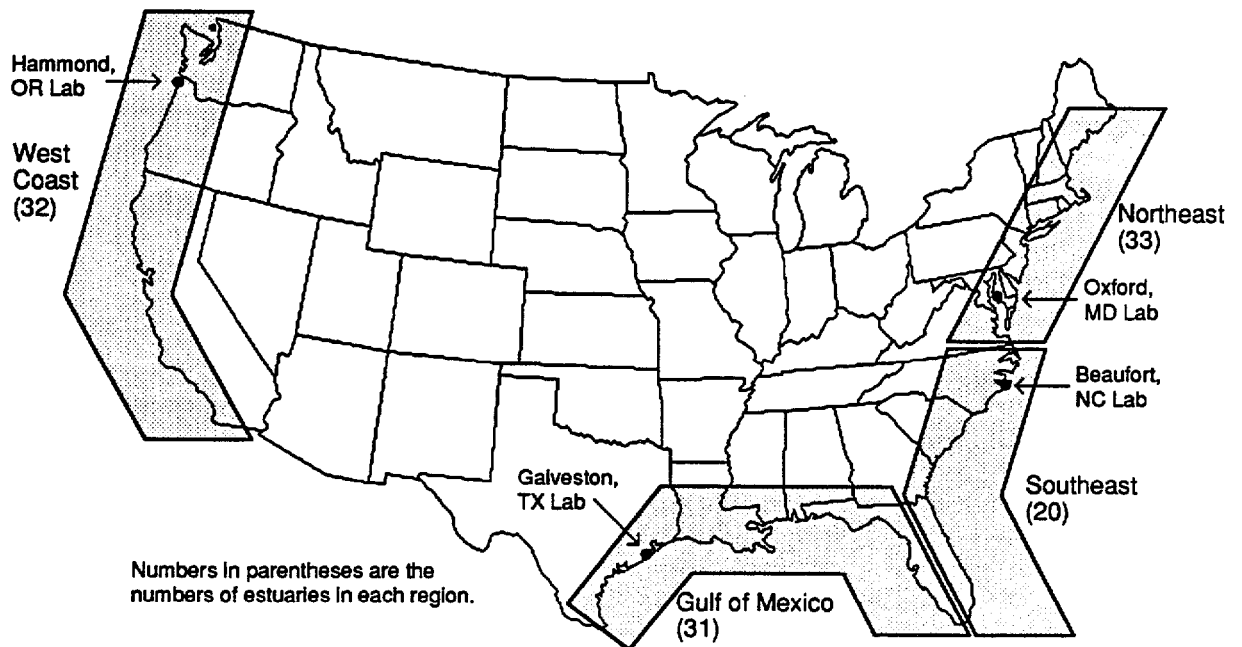 Hammond,
OR Lab
West
Coast
(32)
Northeast
(33)
Oxford,
MD Lab
Beaufort,
NC Lab
Galveston,
TX Lab
Southeast
(20)
Numbers in parentheses are the
numbers of estuaries in each region.
Gulf of Mexico
(31)